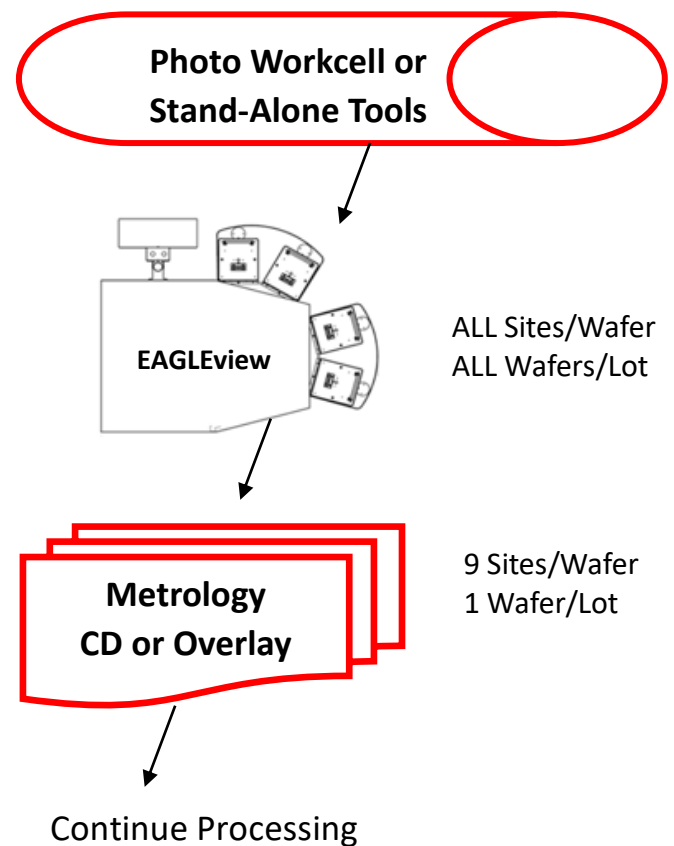 Photo Workcell or
Stand-Alone Tools
EAGLEview
ALL Sites/Wafer
ALL Wafers/Lot
Metrology
CD or Overlay
9 Sites/Wafer
1 Wafer/Lot
Continue Processing